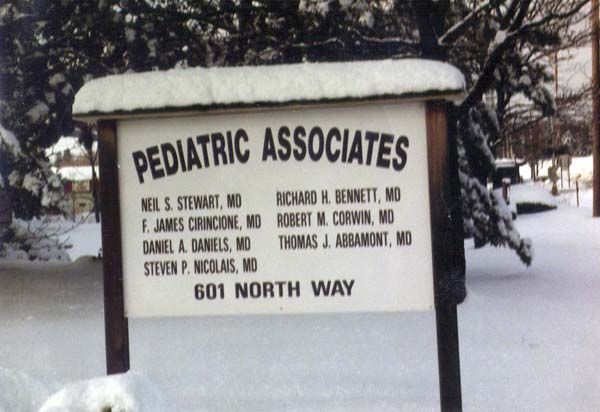 PEDIATRIC ASSOCIATES
NEIL S. STEWART, MD
F. JAMES CIRINCIONE, MD
DANIEL A. DANIELS, MD
STEVEN P. NICOLAIS, MD
RICHARD H. BENNETT, MD
ROBERT M. CORWIN, MD
THOMAS J. ABBAMONT, MD
601 NORTH WAY